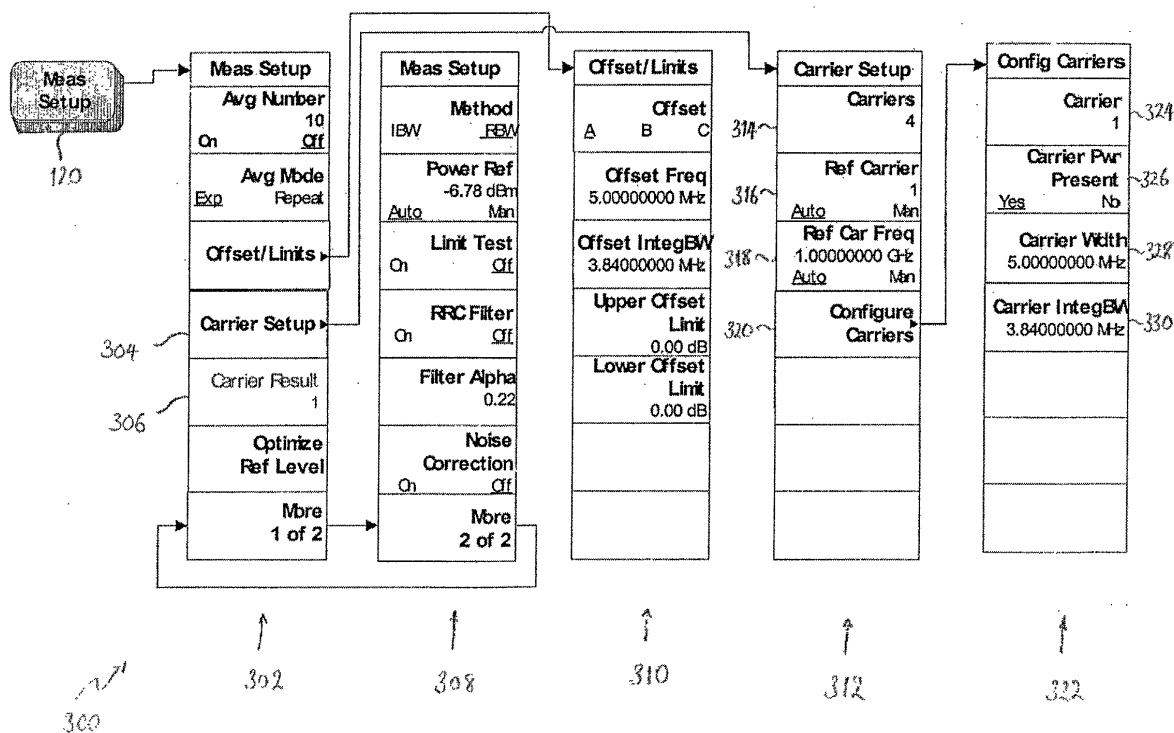 Meas
Setup
120
Meas Setup
Avg Number
10
On Off
Avg Mode
Exp Repeat
Offset/Limits
Carrier Setup
304
Carrier Result
1
306
Optimize
Ref Level
More
1 of 2
302
Meas Setup
Method
IBW RBW
Power Ref
-6.78 dBm
Auto Man
Limit Test
On Off
RRC Filter
On Off
Filter Alpha
0.22
Noise
Correction
On Off
More
2 of 2
308
Offset/Limits
Offset
A B C
Offset Freq
5.00000000 MHz
Offset IntegBW
3.84000000 MHz
Upper Offset
Limit
0.00 dB
Lower Offset
Limit
0.00 dB
310
Carrier Setup
Carriers
4
314
Ref Carrier
1
316
Auto Man
Ref Car Freq
318
1.00000000 GHz
Auto Man
Configure
Carriers
320
312
Config Carriers
Carrier
1
324
Carrier Pwr
Present
326
Yes No
Carrier Width
5.00000000 MHz
328
Carrier IntegBW
3.84000000 MHz
330
322
300